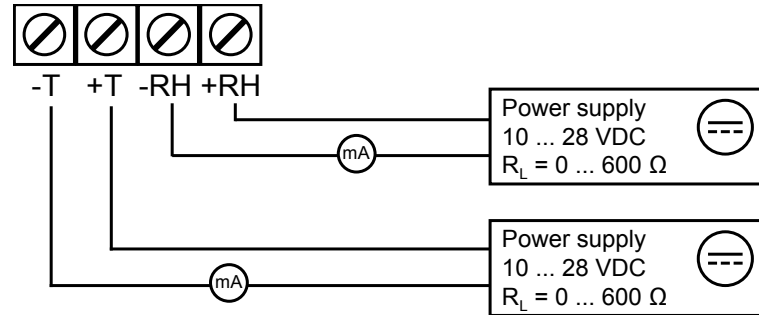 -T +T -RH +RH
Power supply
10 ... 28 VDC
R_L = 0 ... 600 Ω
mA
Power supply
10 ... 28 VDC
R_L = 0 ... 600 Ω
mA